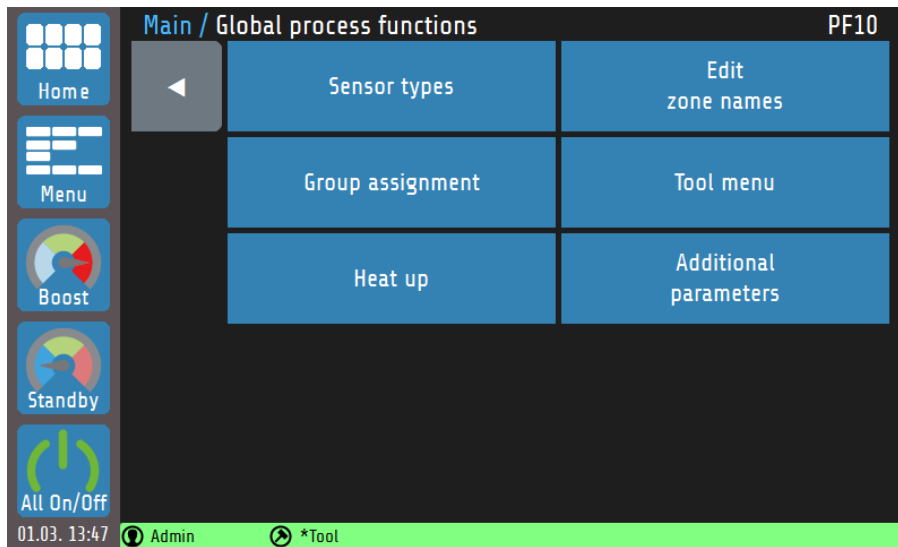 Main / Global process functions
PF10
Home
Sensor types
Edit
zone names
Menu
Group assignment
Tool menu
Boost
Heat up
Additional
parameters
Standby
All On/Off
01.03. 13:47
Admin
*Tool